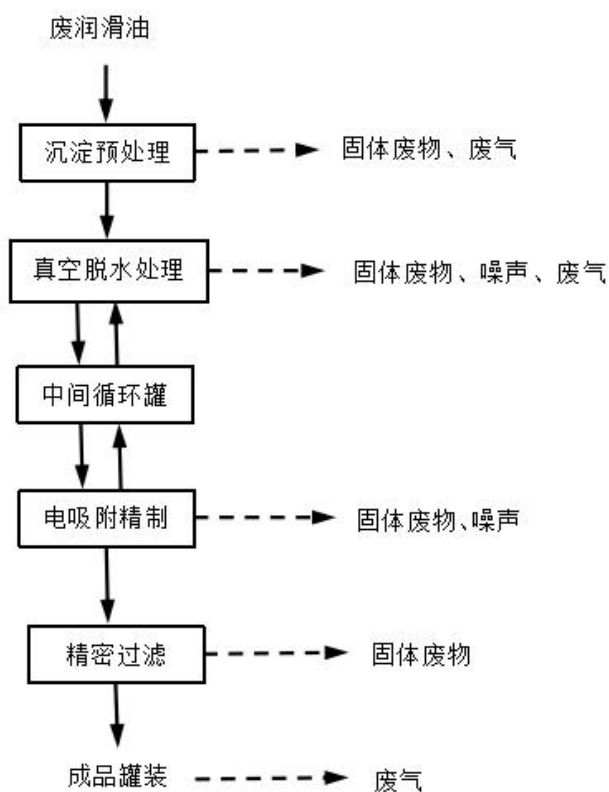 废润滑油
沉淀预处理
固体废物、废气
真空脱水处理
固体废物、噪声、废气
中间循环罐
电吸附精制
固体废物、噪声
精密过滤
固体废物
成品罐装
废气